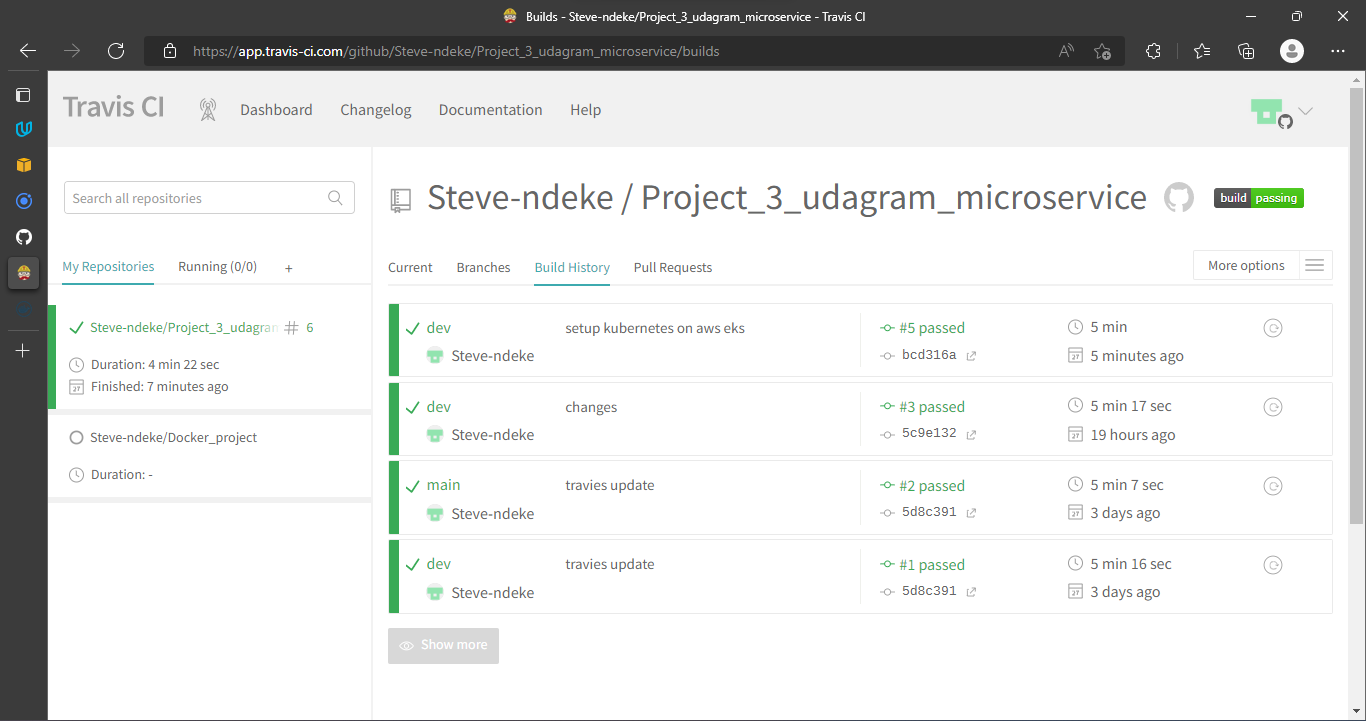 Builds - Steve-ndeke/Project_3_udagram_microservice - Travis CI
https://app.travis-ci.com/github/Steve-ndeke/Project_3_udagram_microservice/builds
Travis CI
Dashboard
Changelog
Documentation
Help
Search all repositories
My Repositories
Running (0/0)
+
Steve-ndeke/Project_3_udagram
# 6
Duration: 4 min 22 sec
27 Finished: 7 minutes ago
Steve-ndeke/Docker_project
Duration: -
Steve-ndeke / Project_3_udagram_microservice
build passing
Current
Branches
Build History
Pull Requests
More options
dev
setup kubernetes on aws eks
#5 passed
5 min
Steve-ndeke
bcd316a
27 5 minutes ago
dev
changes
#3 passed
5 min 17 sec
Steve-ndeke
5c9e132
27 19 hours ago
main
travies update
#2 passed
5 min 7 sec
Steve-ndeke
5d8c391
27 3 days ago
dev
travies update
#1 passed
5 min 16 sec
Steve-ndeke
5d8c391
27 3 days ago
Show more